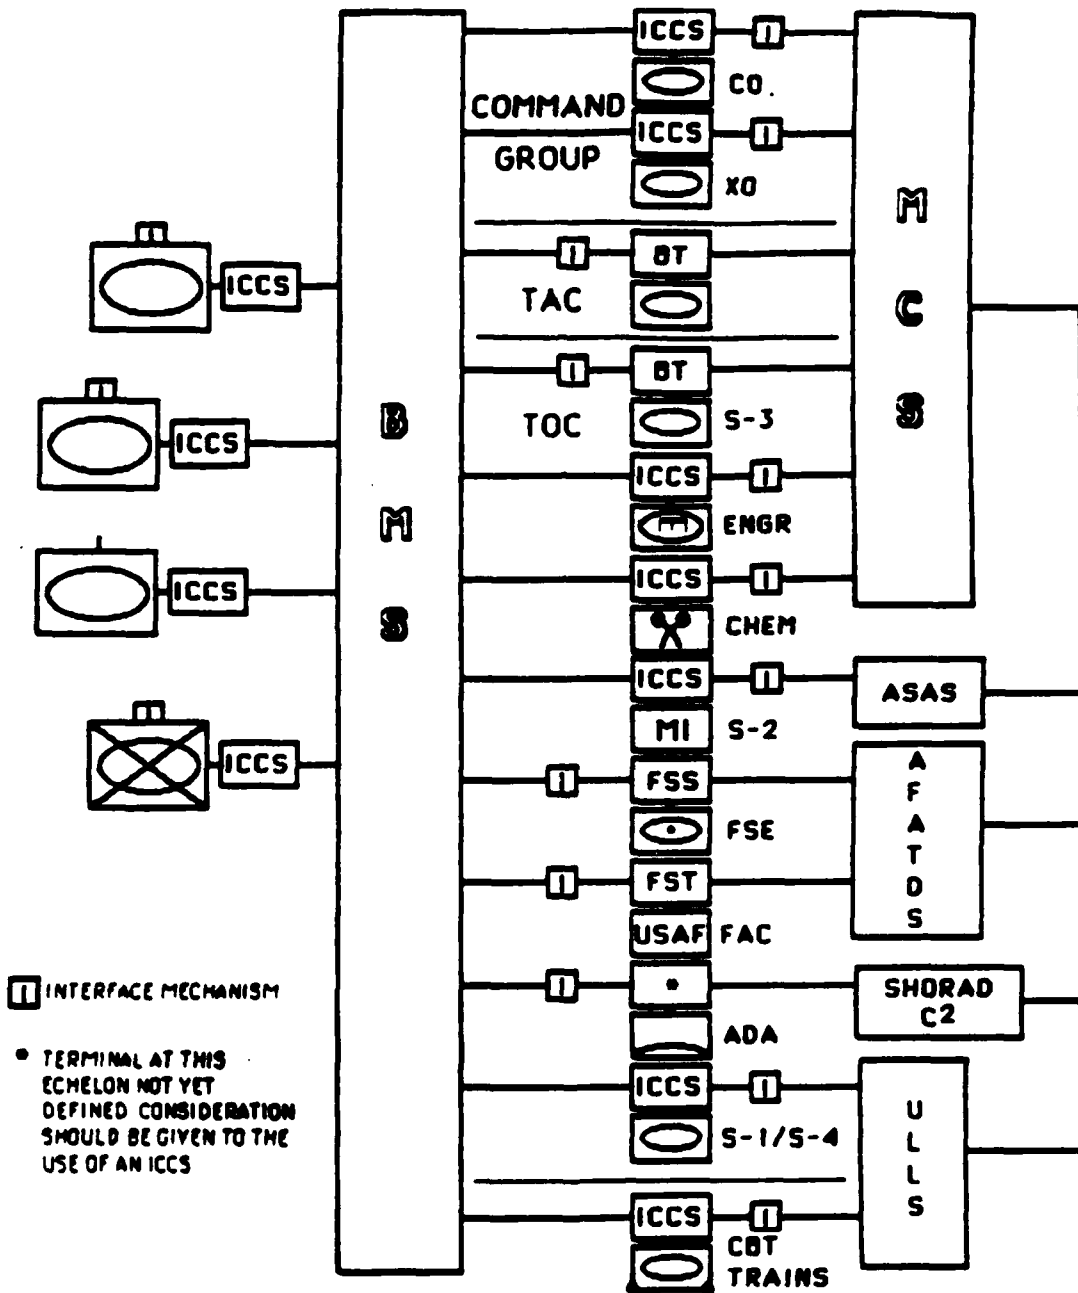 ICCS I
CO.
COMMAND
GROUP
ICCS I
XO
I BT
TAC
I BT
TOC
S-3
ICCS I
ENGR
ICCS I
CHEM
ICCS I
MI S-2
I FSS
FSE
I FST
USAF FAC
I *
ADA
ICCS I
S-1/S-4
ICCS I
CBT
TRAINS
I
ICCS
I
ICCS
ICCS
I
ICCS
B
M
S
M
C
S
ASAS
A
F
A
T
D
S
SHORAD
C²
U
L
L
S
I INTERFACE MECHANISM
* TERMINAL AT THIS
ECHELON NOT YET
DEFINED CONSIDERATION
SHOULD BE GIVEN TO THE
USE OF AN ICCS